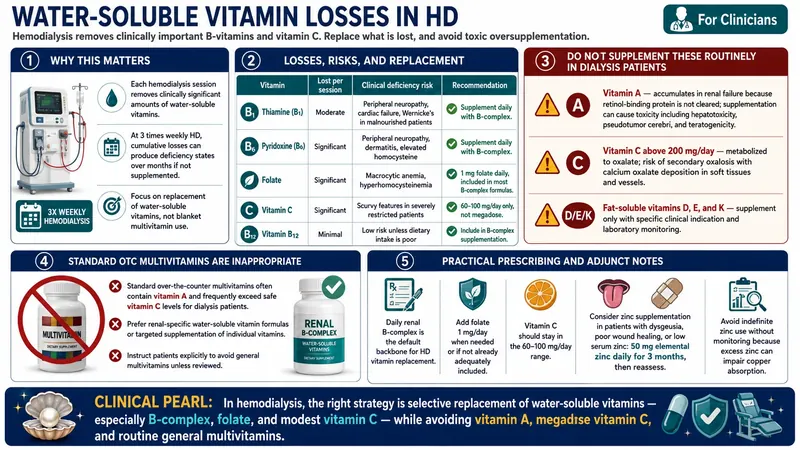 WATER-SOLUBLE VITAMIN LOSSES IN HD
Hemodialysis removes clinically important B-vitamins and vitamin C. Replace what is lost, and avoid toxic oversupplementation.
For Clinicians
1 WHY THIS MATTERS
Each hemodialysis session
removes clinically significant
amounts of water-soluble
vitamins.
At 3 times weekly HD,
cumulative losses can
produce deficiency states
over months if not
supplemented.
3X WEEKLY
HEMODIALYSIS
Focus on replacement
of water-soluble
vitamins, not blanket
multivitamin use.
2 LOSSES, RISKS, AND REPLACEMENT
Vitamin
Lost per
session
Clinical deficiency risk
Recommendation
B1 Thiamine (B₁)
Moderate
Peripheral neuropathy,
cardiac failure, Wernicke's
in malnourished patients
Supplement daily
with B-complex.
B6 Pyridoxine (B₆)
Significant
Peripheral neuropathy,
dermatitis, elevated
homocysteine
Supplement daily
with B-complex.
Folate
Significant
Macrocytic anemia,
hyperhomocysteinemia
1 mg folate daily,
included in most
B-complex formulas.
C Vitamin C
Significant
Scurvy features in severely
restricted patients
60–100 mg/day only,
not megadose.
B12 Vitamin B12
Minimal
Low risk unless dietary
intake is poor
Include in B-complex
supplementation.
3 DO NOT SUPPLEMENT THESE ROUTINELY
IN DIALYSIS PATIENTS
A
Vitamin A — accumulates in renal failure because
retinol-binding protein is not cleared; supplementation
can cause toxicity including hepatotoxicity,
pseudotumor cerebri, and teratogenicity.
C
Vitamin C above 200 mg/day — metabolized
to oxalate; risk of secondary oxalosis with
calcium oxalate deposition in soft tissues
and vessels.
D/E/K
Fat-soluble vitamins D, E, and K — supplement
only with specific clinical indication and
laboratory monitoring.
4 STANDARD OTC MULTIVITAMINS ARE INAPPROPRIATE
MULTIVITAMIN
DIETARY SUPPLEMENT
Standard over-the-counter multivitamins often
contain vitamin A and frequently exceed safe
vitamin C levels for dialysis patients.
Prefer renal-specific water-soluble vitamin formulas
or targeted supplementation of individual vitamins.
Instruct patients explicitly to avoid general
multivitamins unless reviewed.
RENAL
B-COMPLEX
WATER-SOLUBLE
VITAMINS
DIETARY SUPPLEMENT
5 PRACTICAL PRESCRIBING AND ADJUNCT NOTES
Daily renal
B-complex is
the default
backbone for HD
vitamin replacement.
Add folate
1 mg/day
when needed
or if not already
adequately
included.
Vitamin C
should stay in
the 60–100 mg/day
range.
Consider zinc supplementation
in patients with dysgeusia,
poor wound healing, or low
serum zinc: 50 mg elemental
zinc daily for 3 months,
then reassess.
Avoid indefinite
zinc use without
monitoring because
excess zinc can
impair copper
absorption.
CLINICAL PEARL: In hemodialysis, the right strategy is selective replacement of water-soluble vitamins —
especially B-complex, folate, and modest vitamin C — while avoiding vitamin A, megadɪse vitamin C,
and routine general multivitamins.